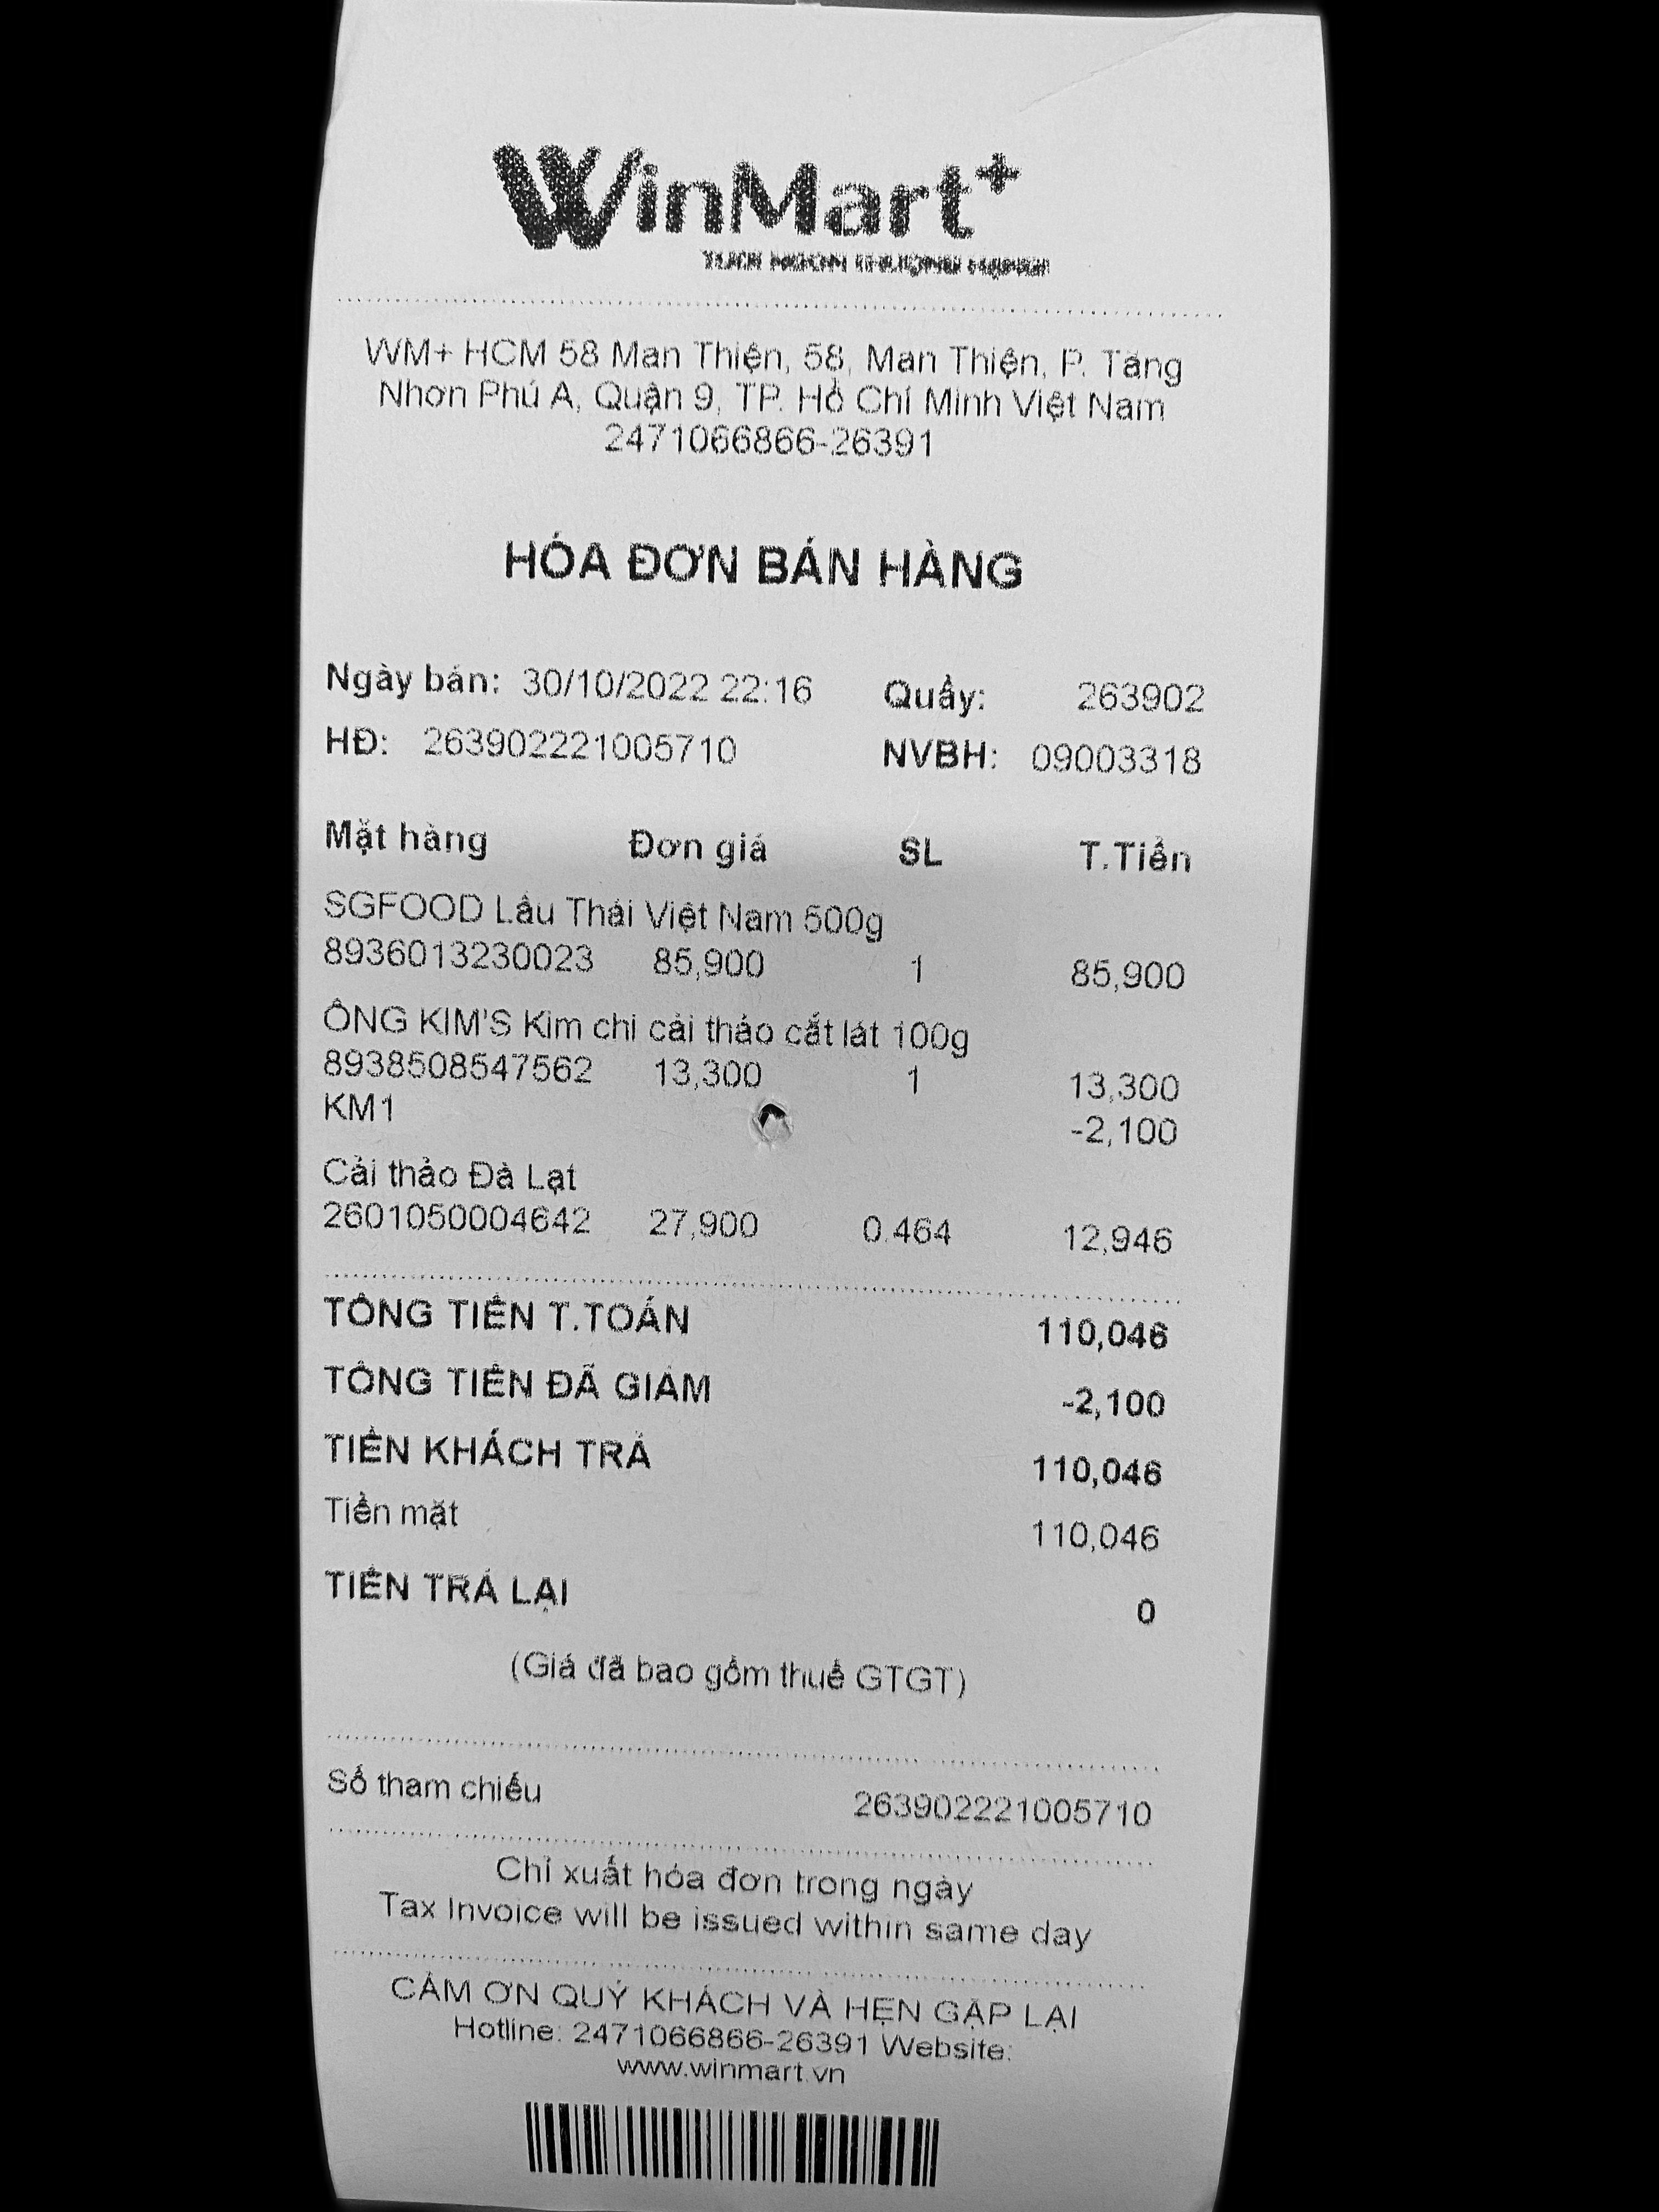 WinMart+
WM+ HCM 58 Man Thiện, 58, Man Thiện, P. Tăng
Nhơn Phú A, Quận 9, TP. Hồ Chí Minh Việt Nam
2471066866-26391
HÓA ĐƠN BÁN HÀNG
Ngày bán: 30/10/2022 22:16 Quầy: 263902
HĐ: 263902221005710 NVBH: 09003318
Mặt hàng Đơn giá SL T.Tiền
SGFOOD Lẩu Thái Việt Nam 500g
8936013230023 85,900 1 85,900
ÔNG KIM'S Kim chi cải thảo cắt lát 100g
8938508547562 13,300 1 13,300
KM1 -2,100
Cải thảo Đà Lạt
2601050004642 27,900 0.464 12,946
TỔNG TIỀN T.TOÁN 110,046
TỔNG TIỀN ĐÃ GIẢM -2,100
TIỀN KHÁCH TRẢ 110,046
Tiền mặt 110,046
TIỀN TRẢ LẠI 0
(Giá đã bao gồm thuế GTGT)
Số tham chiếu 263902221005710
Chỉ xuất hóa đơn trong ngày
Tax Invoice will be issued within same day
CẢM ƠN QUÝ KHÁCH VÀ HẸN GẶP LẠI
Hotline: 2471066866-26391 Website:
www.winmart.vn